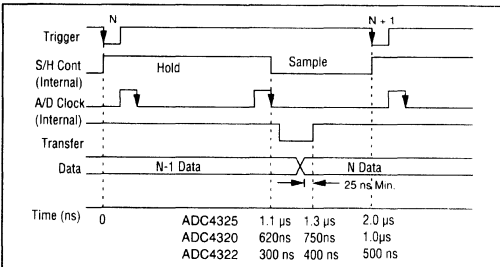 N N + 1
Trigger
S/H Cont Hold Sample
(Internal)
A/D Clock
(Internal)
Transfer
Data N-1 Data N Data
25 ns Min.
Time (ns) 0 ADC4325 1.1 µs 1.3 µs 2.0 µs
ADC4320 620ns 750ns 1.0µs
ADC4322 300 ns 400 ns 500 ns